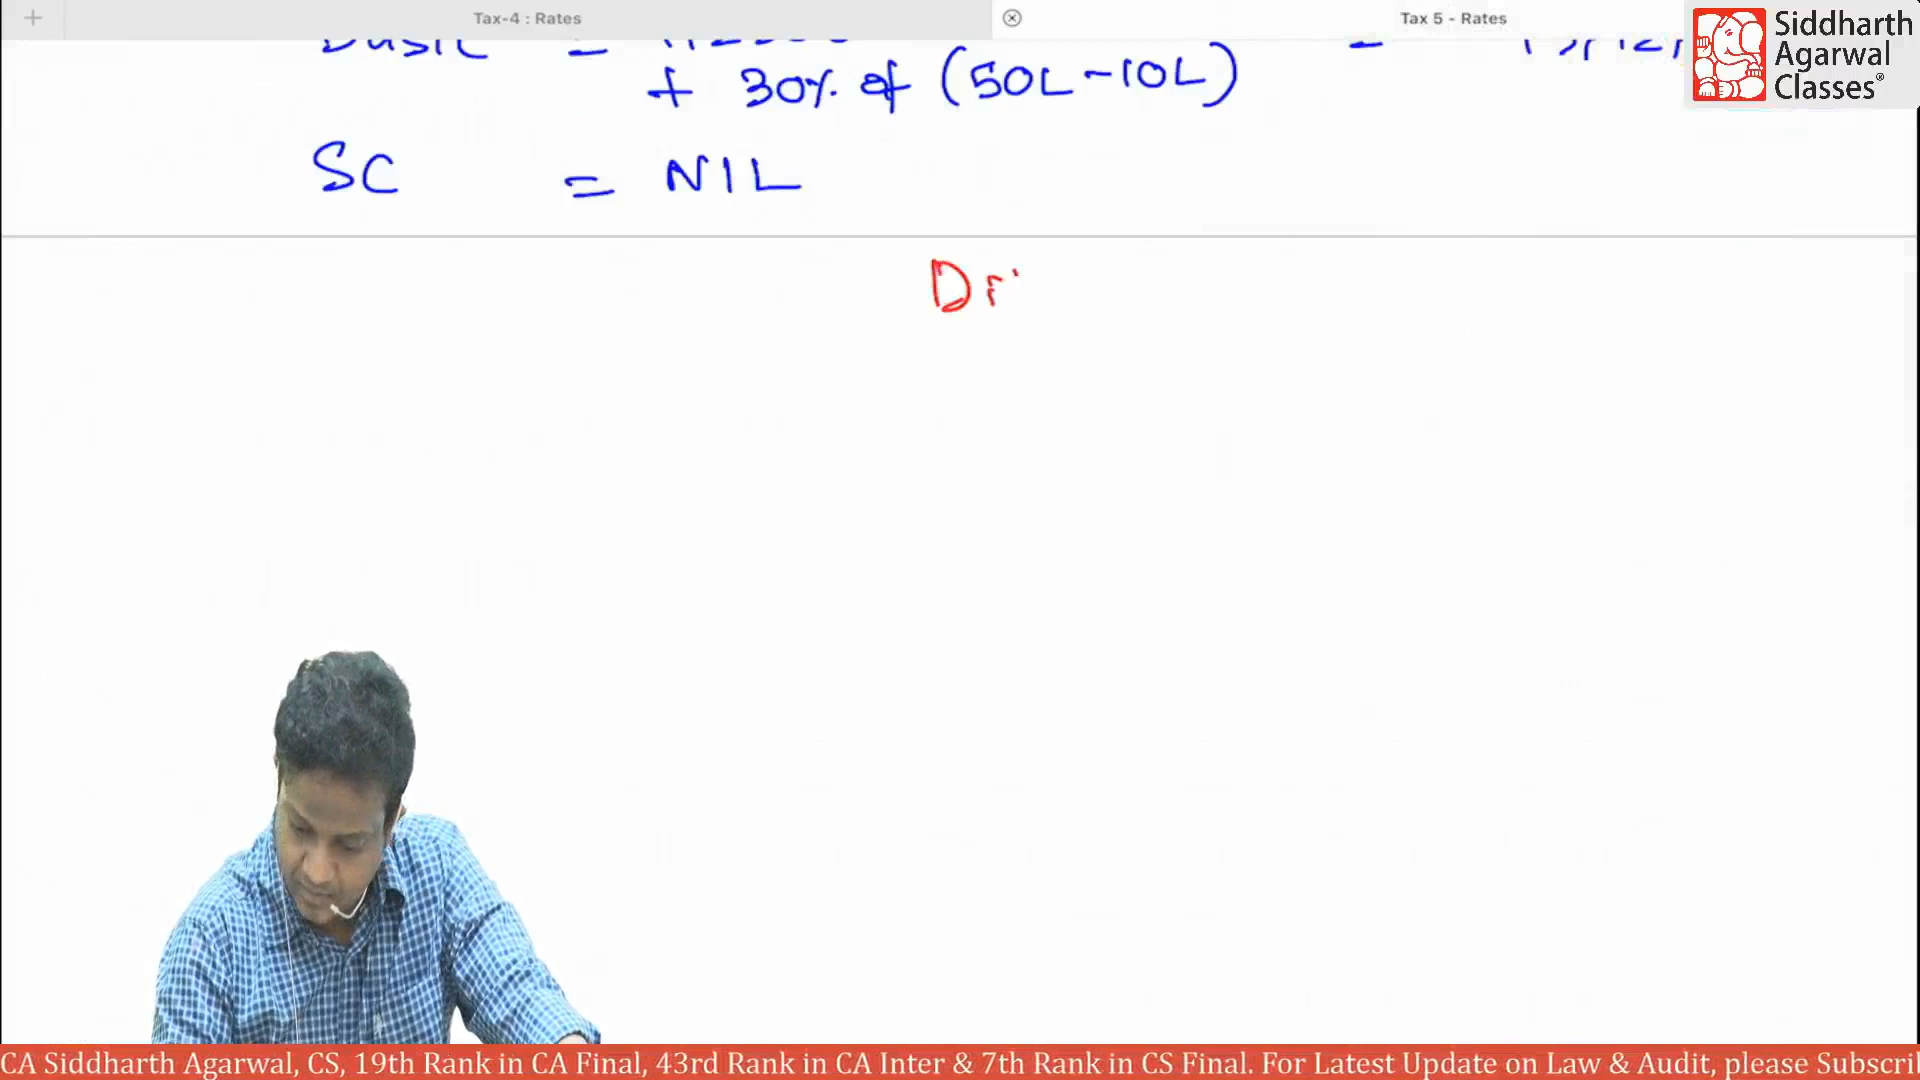 Tax-4 : Rates
Tax 5 - Rates
Siddharth
Agarwal
Classes®
Basic =
+ 30% of (50L-10L) =
SC = NIL
Dr
CA Siddharth Agarwal, CS, 19th Rank in CA Final, 43rd Rank in CA Inter & 7th Rank in CS Final. For Latest Update on Law & Audit, please Subscri